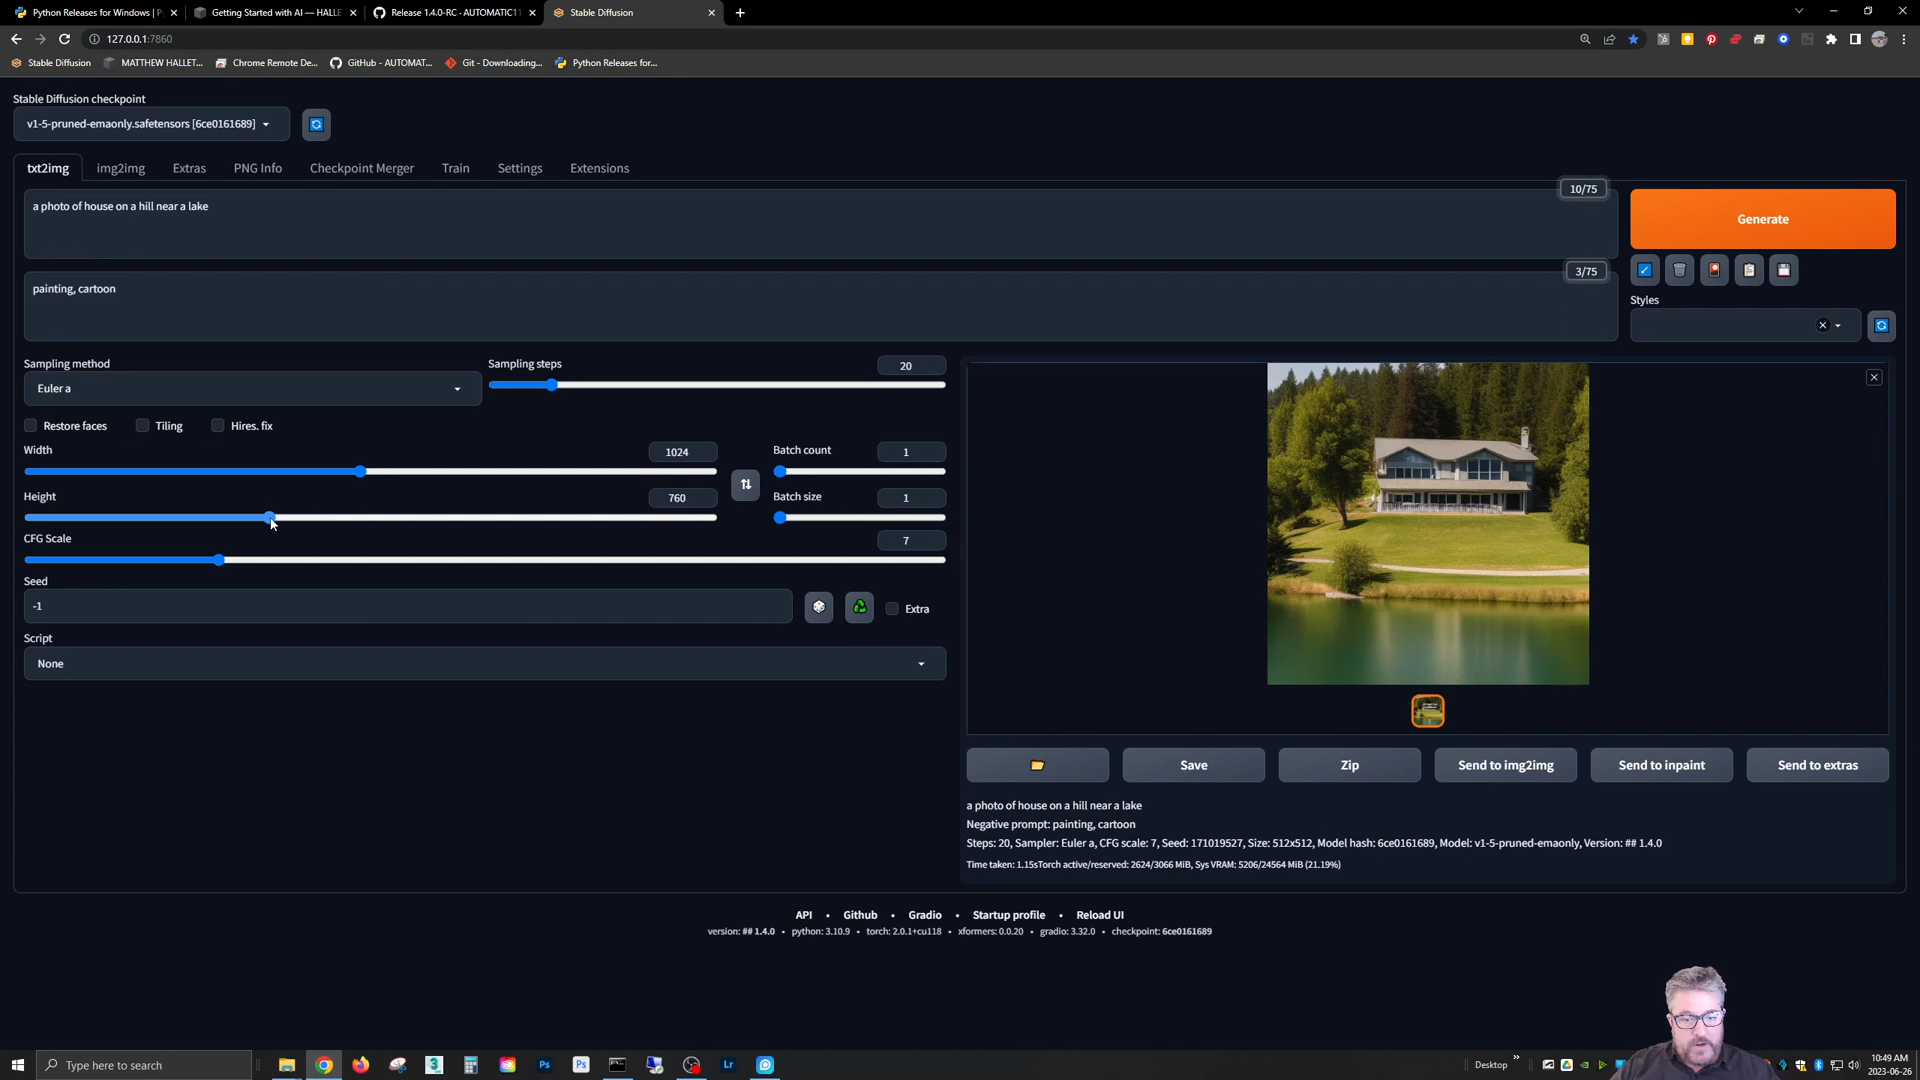 Python Releases for Windows | P
Getting Started with AI — HALLE
Release 1.4.0-RC · AUTOMATIC11
Stable Diffusion
127.0.0.1:7860
Stable Diffusion
MATTHEW HALLET...
Chrome Remote De...
GitHub - AUTOMAT...
Git - Downloading...
Python Releases for...
Stable Diffusion checkpoint
v1-5-pruned-emaonly.safetensors [6ce0161689]
txt2img
img2img
Extras
PNG Info
Checkpoint Merger
Train
Settings
Extensions
a photo of house on a hill near a lake
10/75
Generate
painting, cartoon
3/75
Styles
Sampling method
Euler a
Sampling steps
20
Restore faces
Tiling
Hires. fix
Width
1024
Batch count
1
Height
760
Batch size
1
CFG Scale
7
Seed
-1
Extra
Script
None
Save
Zip
Send to img2img
Send to inpaint
Send to extras
a photo of house on a hill near a lake
Negative prompt: painting, cartoon
Steps: 20, Sampler: Euler a, CFG scale: 7, Seed: 171019527, Size: 512x512, Model hash: 6ce0161689, Model: v1-5-pruned-emaonly, Version: ## 1.4.0
Time taken: 1.15sTorch active/reserved: 2624/3066 MiB, Sys VRAM: 5206/24564 MiB (21.19%)
API • Github • Gradio • Startup profile • Reload UI
version: ## 1.4.0 • python: 3.10.9 • torch: 2.0.1+cu118 • xformers: 0.0.20 • gradio: 3.32.0 • checkpoint: 6ce0161689
Type here to search
3
Ps
Ps
Lr
Desktop
10:49 AM
2023-06-26